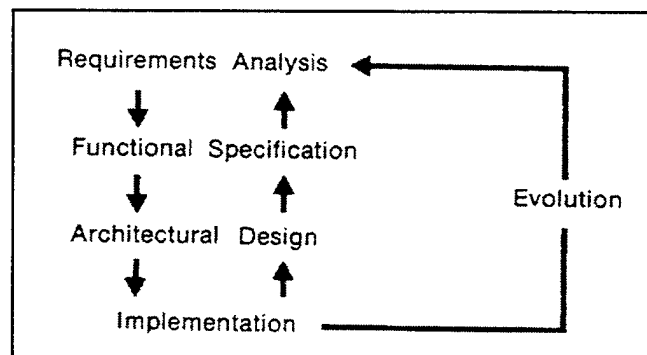 Requirements Analysis
Functional Specification
Evolution
Architectural Design
Implementation